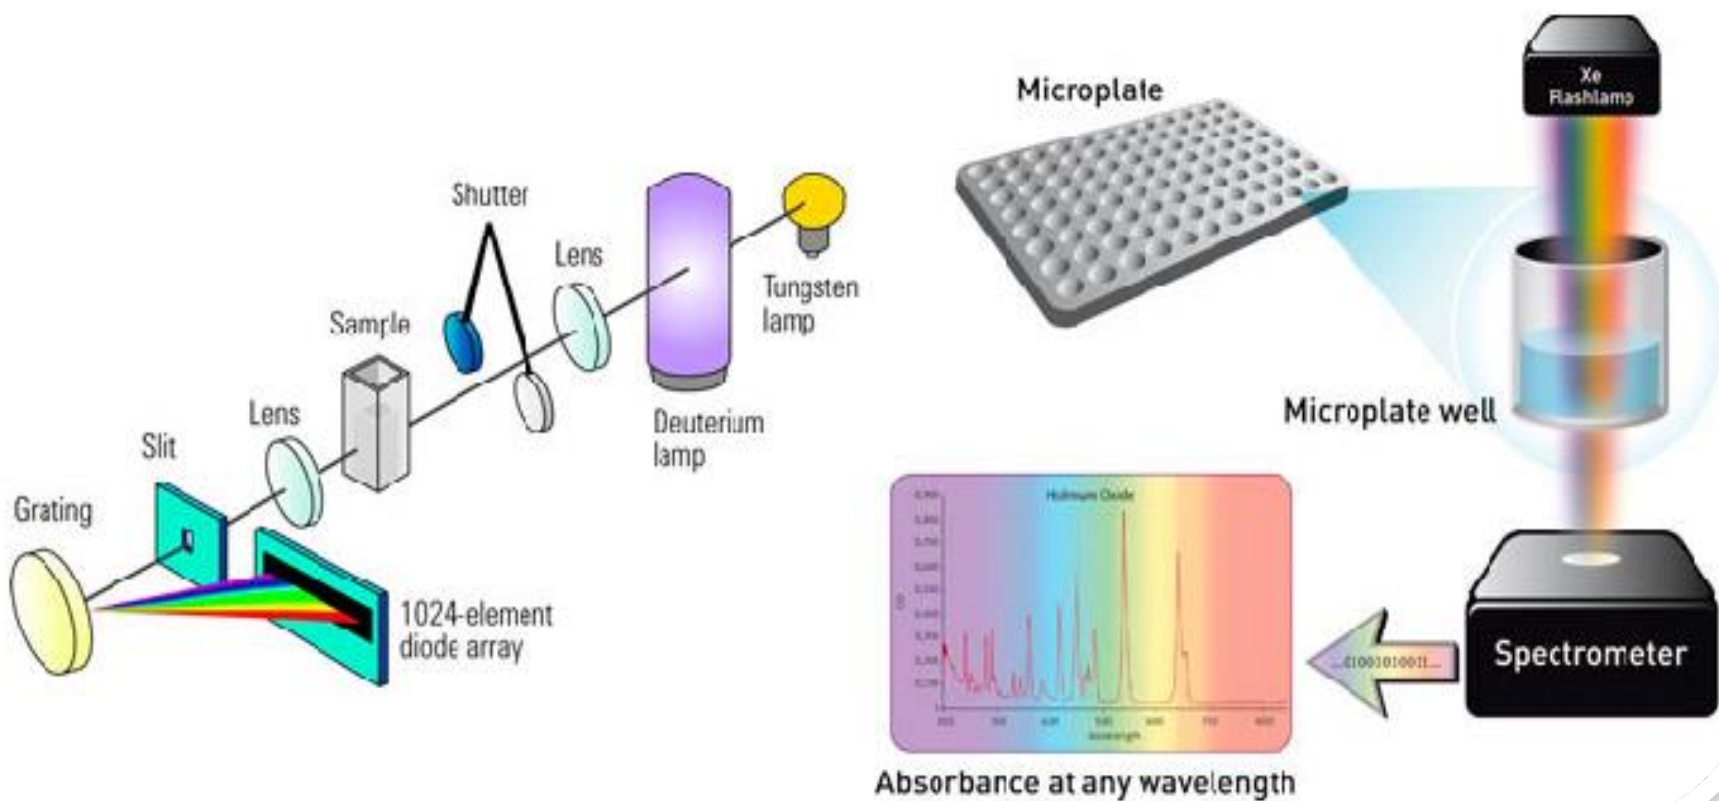 Shutter
Lens
Tungsten
lamp
Sample
Deuterium
lamp
Lens
Slit
Grating
1024-element
diode array
Microplate
Xe
Flashlamp
Microplate well
Spectrometer
Holmium Oxide
OD
wavelength
Absorbance at any wavelength